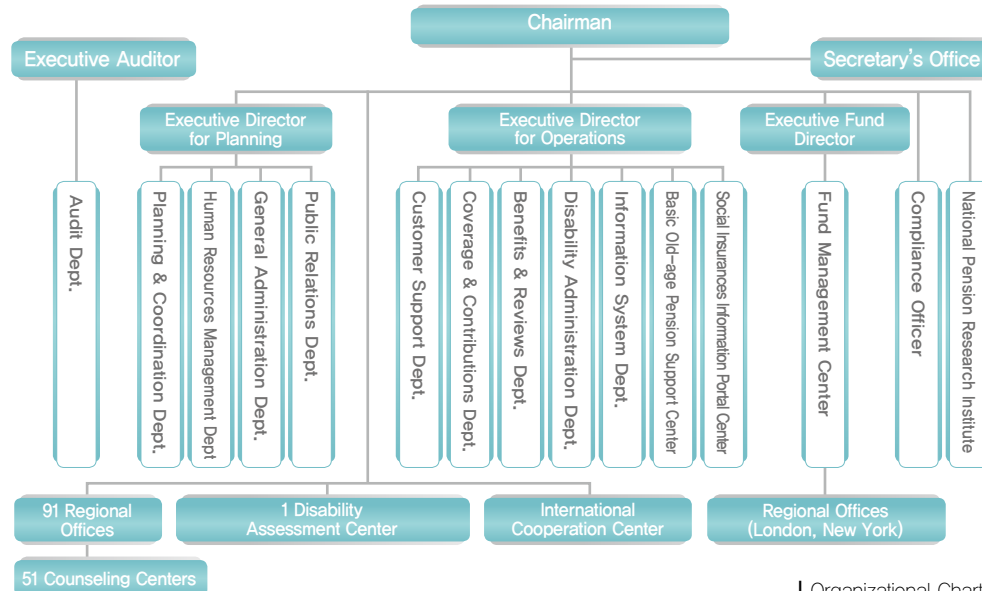 Chairman
Executive Auditor
Secretary's Office
Executive Director
for Planning
Executive Director
for Operations
Executive Fund
Director
Audit Dept.
Planning & Coordination Dept.
Human Resources Management Dept
General Administration Dept.
Public Relations Dept.
Customer Support Dept.
Coverage & Contributions Dept.
Benefits & Reviews Dept.
Disability Administration Dept.
Information System Dept.
Basic Old-age Pension Support Center
Social Insurances Information Portal Center
Fund Management Center
Compliance Officer
National Pension Research Institute
91 Regional
Offices
1 Disability
Assessment Center
International
Cooperation Center
Regional Offices
(London, New York)
51 Counseling Centers
Organizational Chart